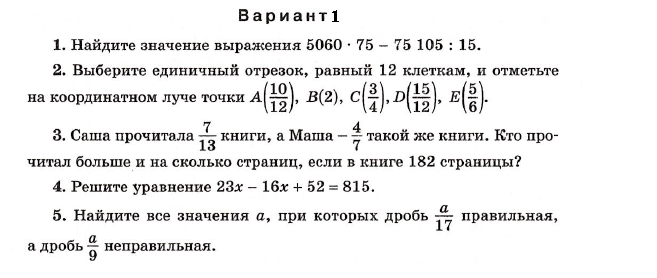 Вариант 1
1. Найдите значение выражения 5060 · 75 – 75 105 : 15.
2. Выберите единичный отрезок, равный 12 клеткам, и отметьте
на координатном луче точки A(10/12), B(2), C(3/4), D(15/12), E(5/6).
3. Саша прочитала 7/13 книги, а Маша – 4/7 такой же книги. Кто про-
читал больше и на сколько страниц, если в книге 182 страницы?
4. Решите уравнение 23x – 16x + 52 = 815.
5. Найдите все значения a, при которых дробь a/17 правильная,
а дробь a/9 неправильная.